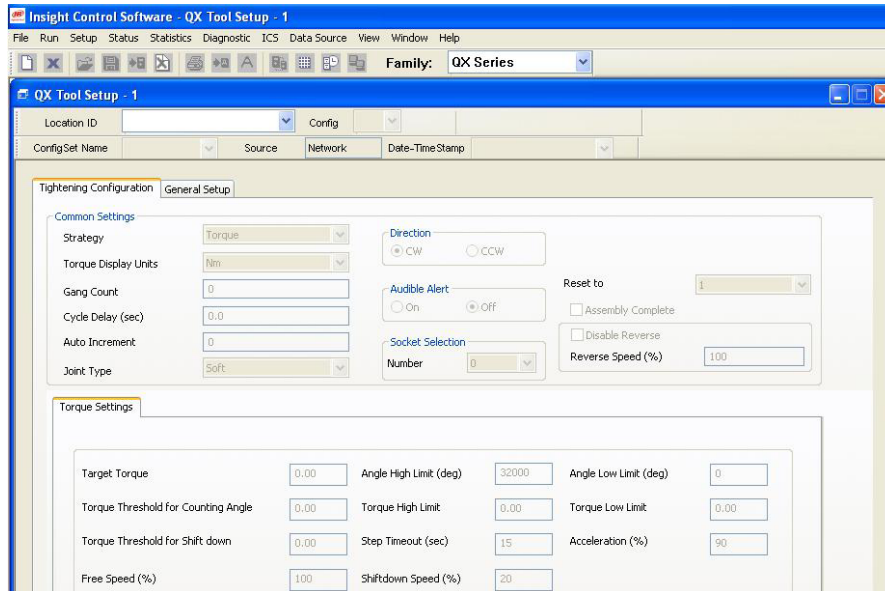 Insight Control Software - QX Tool Setup - 1
File Run Setup Status Statistics Diagnostic ICS Data Source View Window Help
Family: QX Series
QX Tool Setup - 1
Location ID Config
ConfigSet Name Source Network Date-TimeStamp
Tightening Configuration General Setup
Common Settings
Strategy Torque
Torque Display Units Nm
Gang Count 0
Cycle Delay (sec) 0.0
Auto Increment 0
Joint Type Soft
Direction
CW CCW
Audible Alert
On Off
Socket Selection
Number 0
Reset to 1
Assembly Complete
Disable Reverse
Reverse Speed (%) 100
Torque Settings
Target Torque 0.00 Angle High Limit (deg) 32000 Angle Low Limit (deg) 0
Torque Threshold for Counting Angle 0.00 Torque High Limit 0.00 Torque Low Limit 0.00
Torque Threshold for Shift down 0.00 Step Timeout (sec) 15 Acceleration (%) 90
Free Speed (%) 100 Shiftdown Speed (%) 20